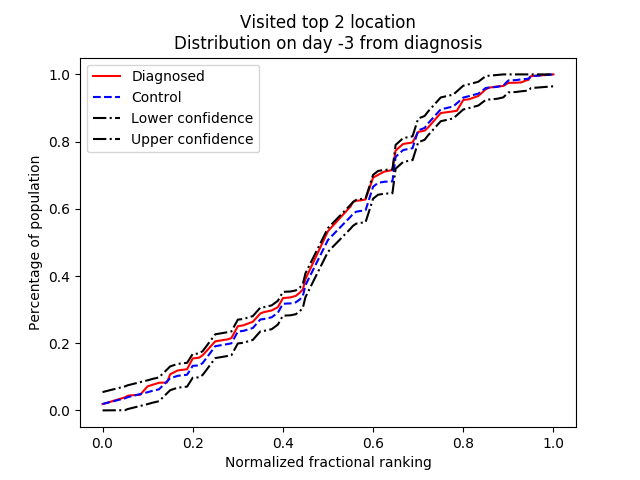 Visited top 2 location
Distribution on day -3 from diagnosis
Diagnosed
Control
Lower confidence
Upper confidence
Percentage of population
1.0
0.8
0.6
0.4
0.2
0.0
0.0 0.2 0.4 0.6 0.8 1.0
Normalized fractional ranking